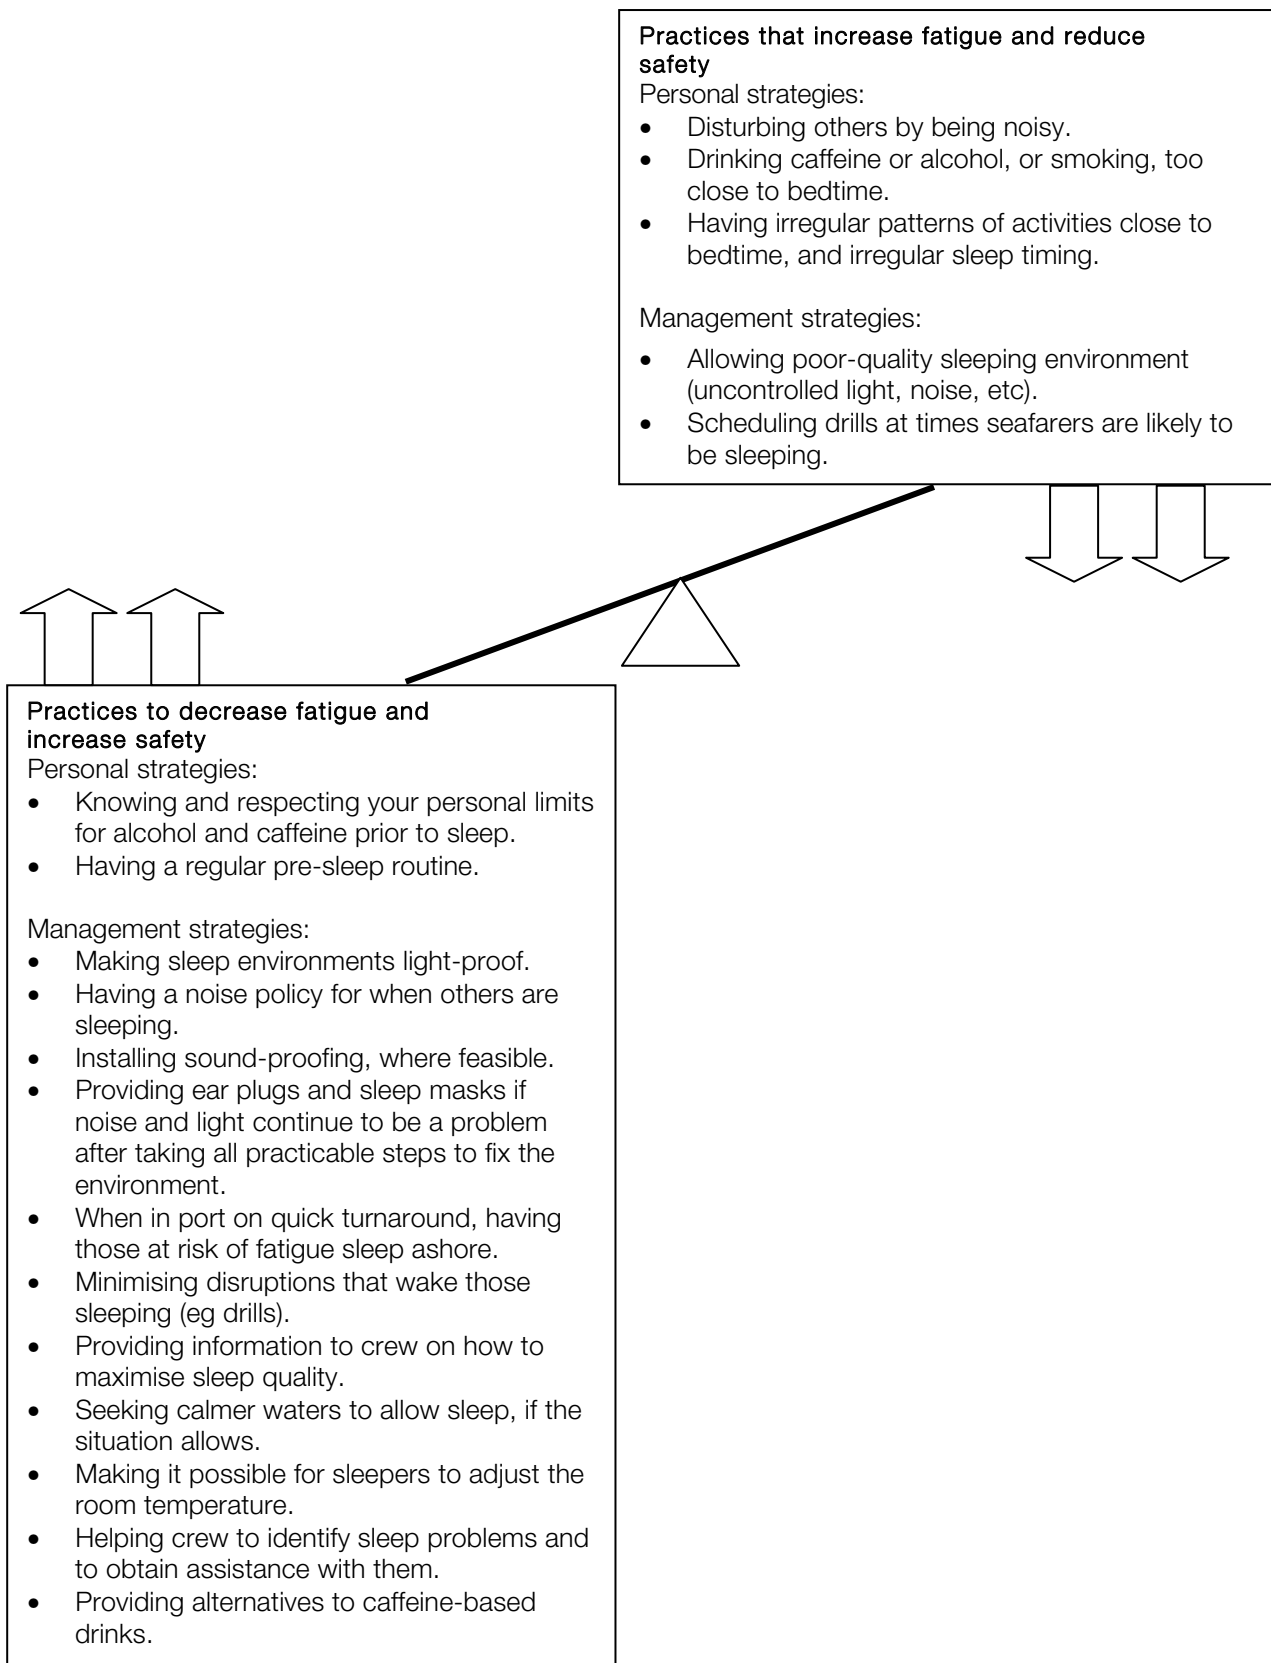 Practices that increase fatigue and reduce
safety
Personal strategies:
• Disturbing others by being noisy.
• Drinking caffeine or alcohol, or smoking, too
close to bedtime.
• Having irregular patterns of activities close to
bedtime, and irregular sleep timing.
Management strategies:
• Allowing poor-quality sleeping environment
(uncontrolled light, noise, etc).
• Scheduling drills at times seafarers are likely to
be sleeping.
Practices to decrease fatigue and
increase safety
Personal strategies:
• Knowing and respecting your personal limits
for alcohol and caffeine prior to sleep.
• Having a regular pre-sleep routine.
Management strategies:
• Making sleep environments light-proof.
• Having a noise policy for when others are
sleeping.
• Installing sound-proofing, where feasible.
• Providing ear plugs and sleep masks if
noise and light continue to be a problem
after taking all practicable steps to fix the
environment.
• When in port on quick turnaround, having
those at risk of fatigue sleep ashore.
• Minimising disruptions that wake those
sleeping (eg drills).
• Providing information to crew on how to
maximise sleep quality.
• Seeking calmer waters to allow sleep, if the
situation allows.
• Making it possible for sleepers to adjust the
room temperature.
• Helping crew to identify sleep problems and
to obtain assistance with them.
• Providing alternatives to caffeine-based
drinks.